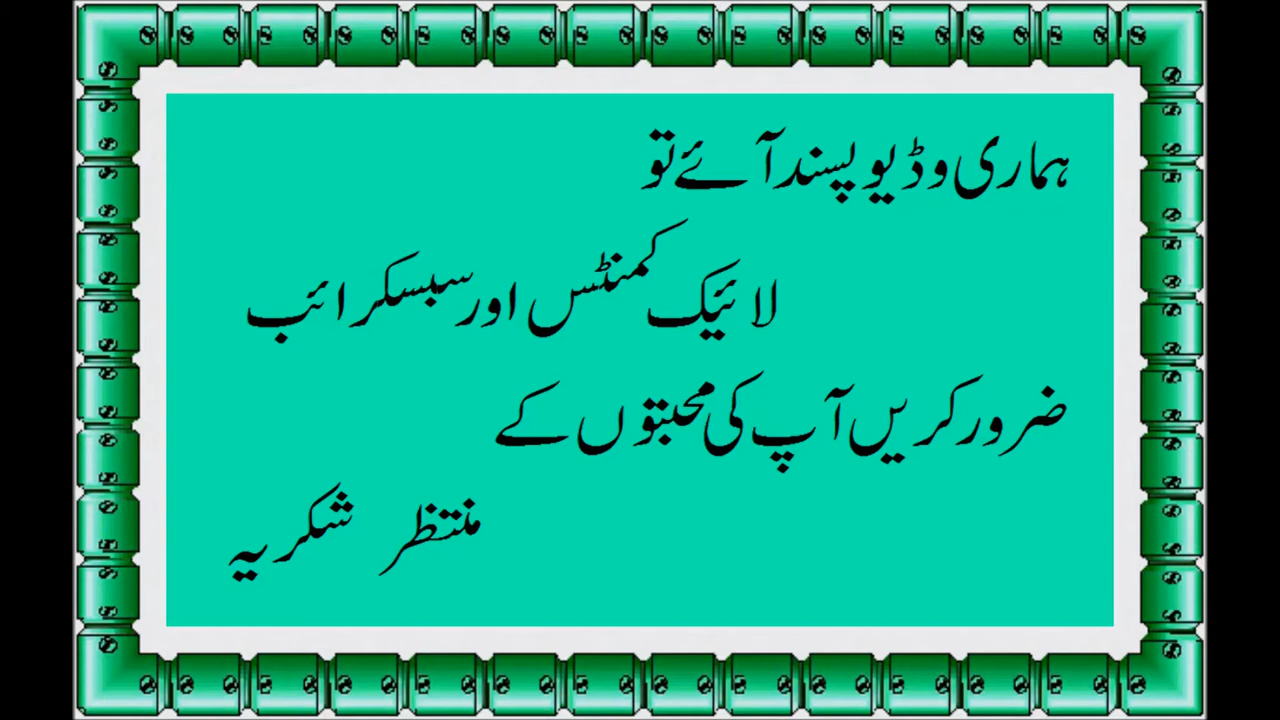 ہماری وڈیو پسند آئے تو
لائیک کمنٹس اور سبسکرائب
ضرور کریں آپ کی محبتوں کے
منتظر شکریہ